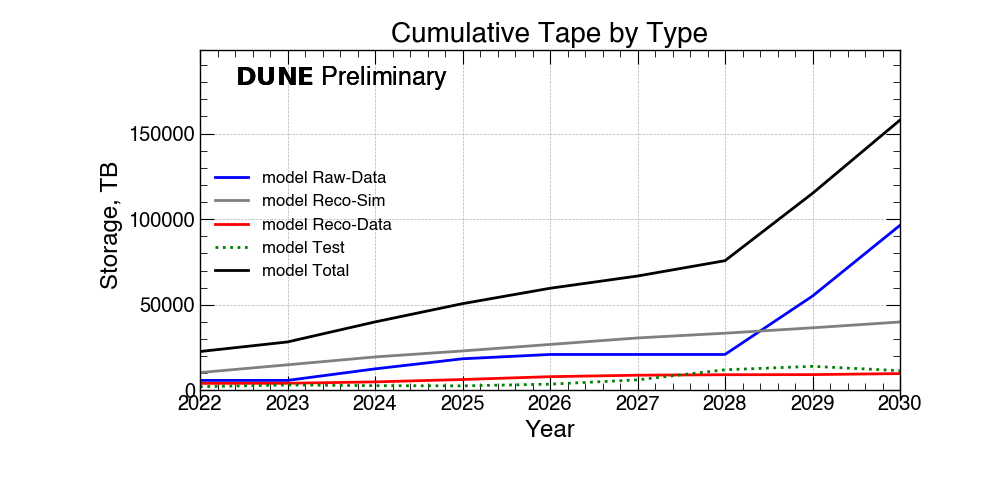 Cumulative Tape by Type
DUNE Preliminary
150000
100000
50000
0
Storage, TB
model Raw-Data
model Reco-Sim
model Reco-Data
model Test
model Total
2022 2023 2024 2025 2026 2027 2028 2029 2030
Year